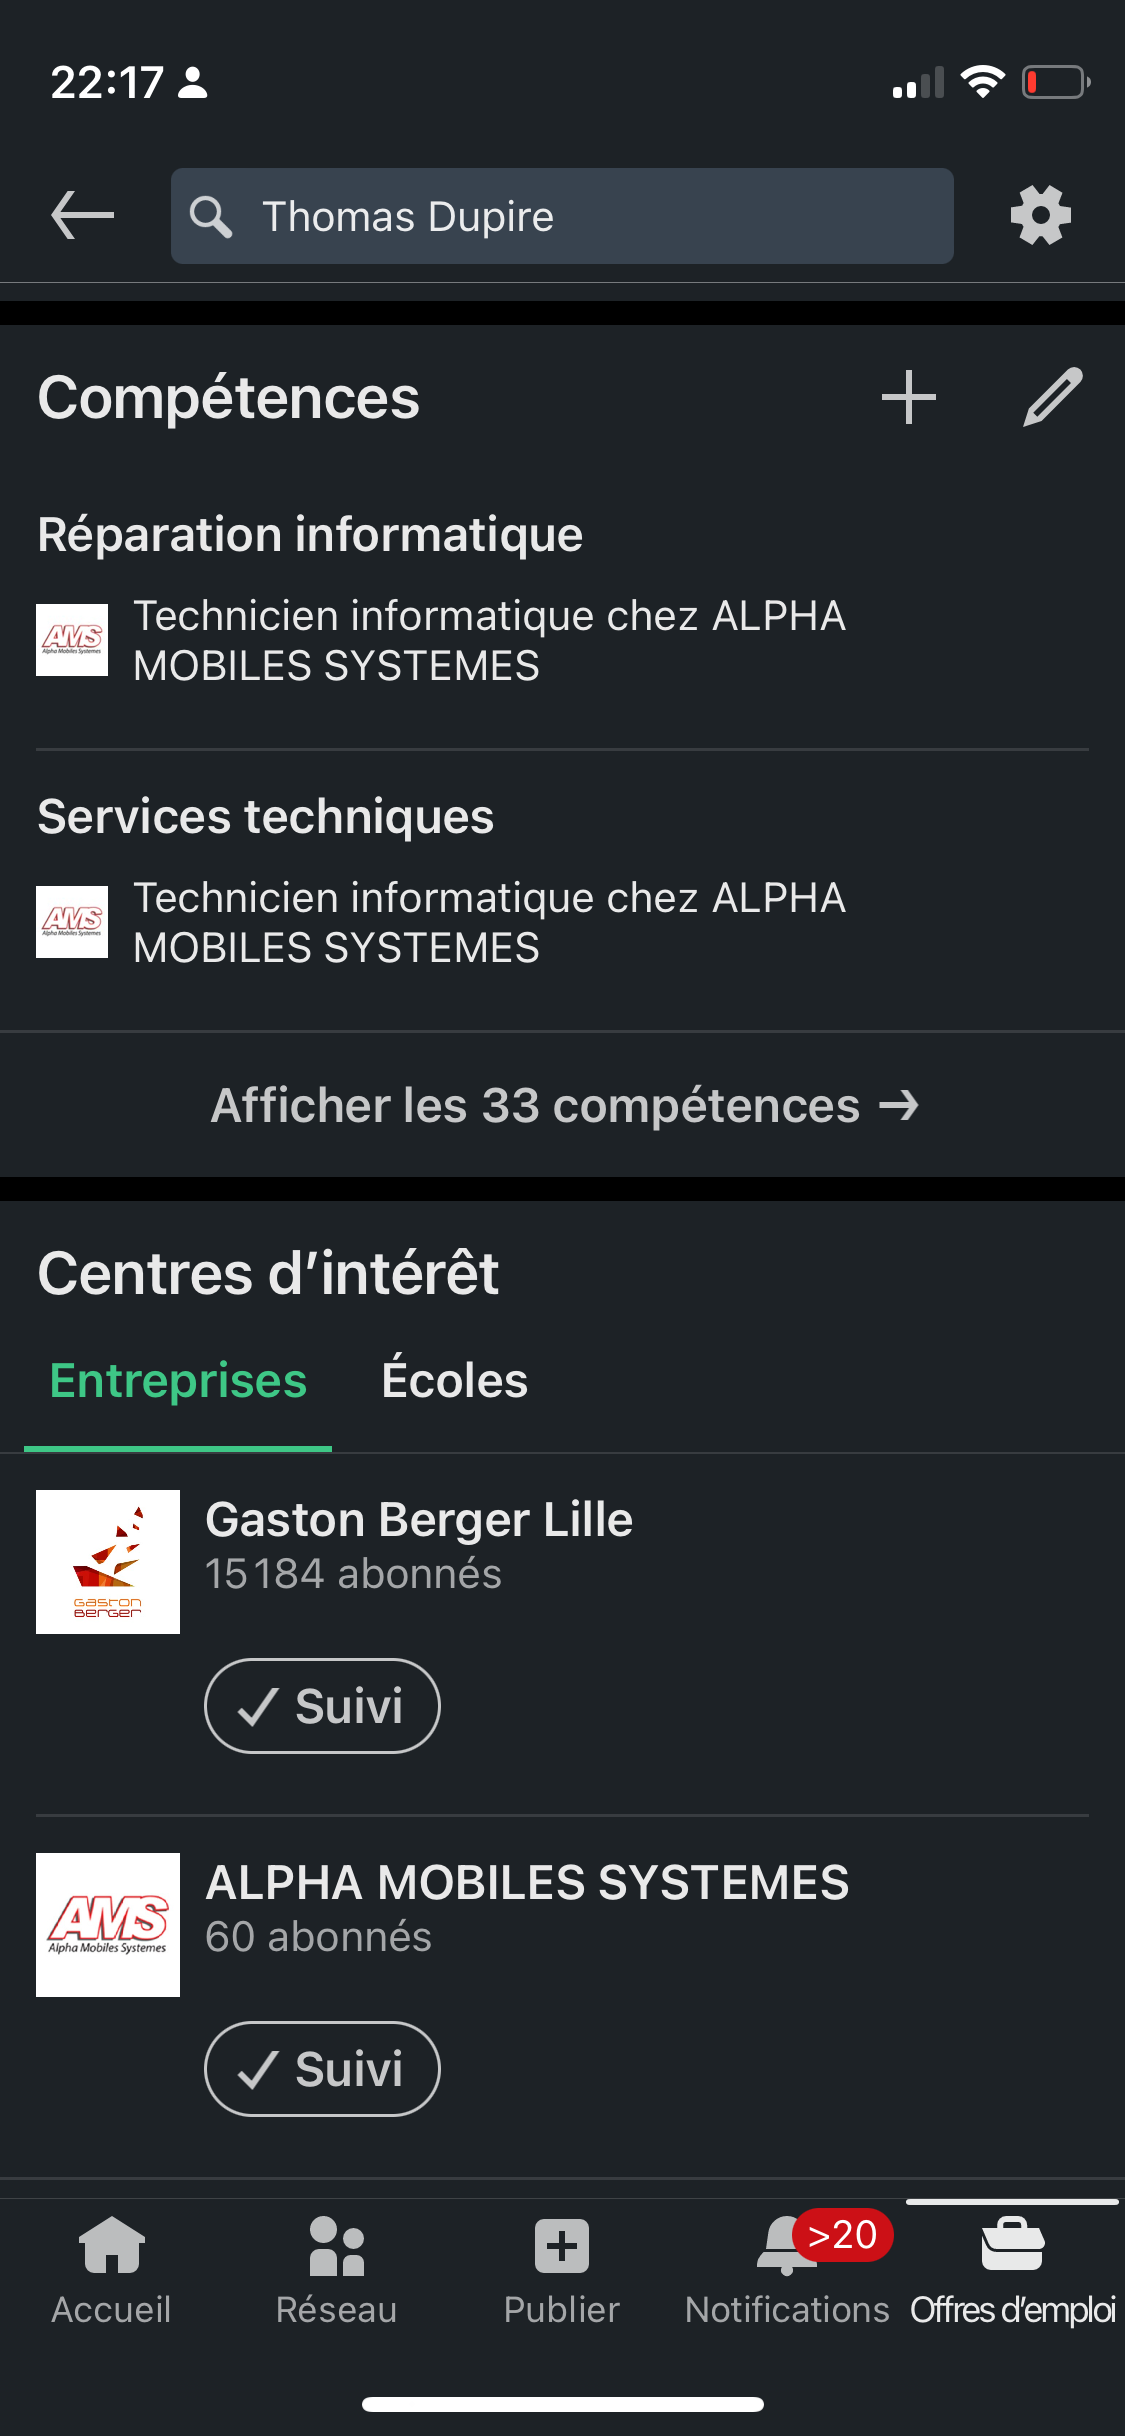 22:17
Thomas Dupire
Compétences
Réparation informatique
AMS
Alpha Mobiles Systemes
Technicien informatique chez ALPHA
MOBILES SYSTEMES
Services techniques
AMS
Alpha Mobiles Systemes
Technicien informatique chez ALPHA
MOBILES SYSTEMES
Afficher les 33 compétences →
Centres d’intérêt
Entreprises
Écoles
GASTON
BERGER
Gaston Berger Lille
15 184 abonnés
✓ Suivi
AMS
Alpha Mobiles Systemes
ALPHA MOBILES SYSTEMES
60 abonnés
✓ Suivi
>20
Accueil
Réseau
Publier
Notifications
Offres d’emploi